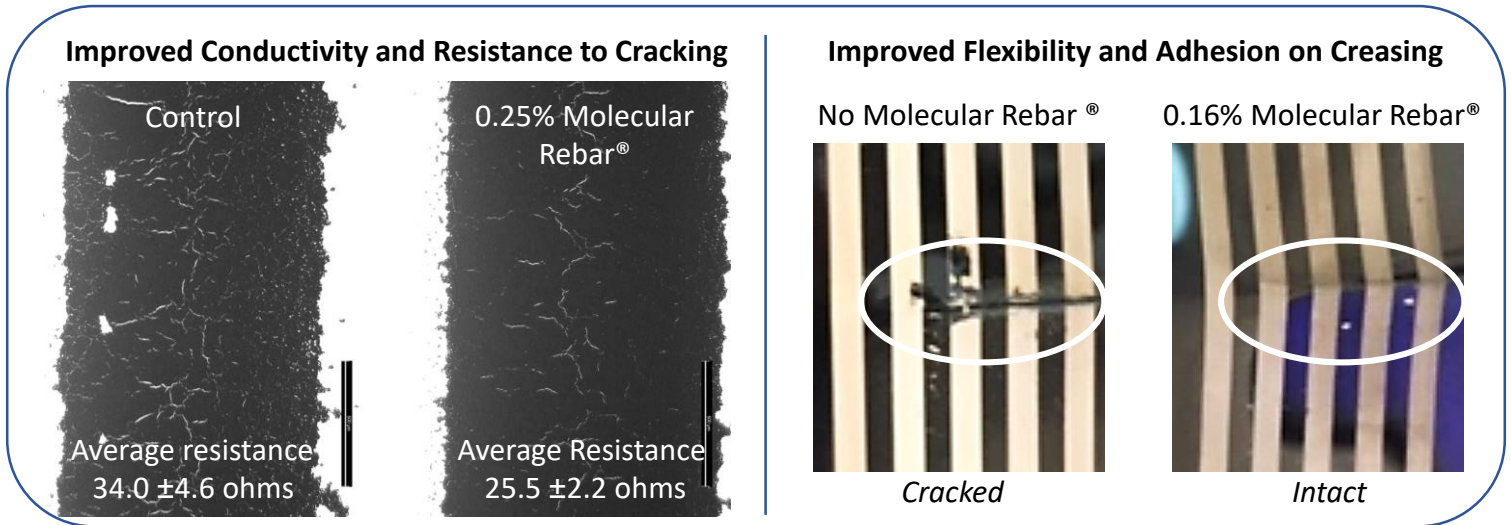 Improved Conductivity and Resistance to Cracking
Control
0.25% Molecular
Rebar®
Average resistance
34.0 ±4.6 ohms
Average Resistance
25.5 ±2.2 ohms
Improved Flexibility and Adhesion on Creasing
No Molecular Rebar ®
0.16% Molecular Rebar®
Cracked
Intact